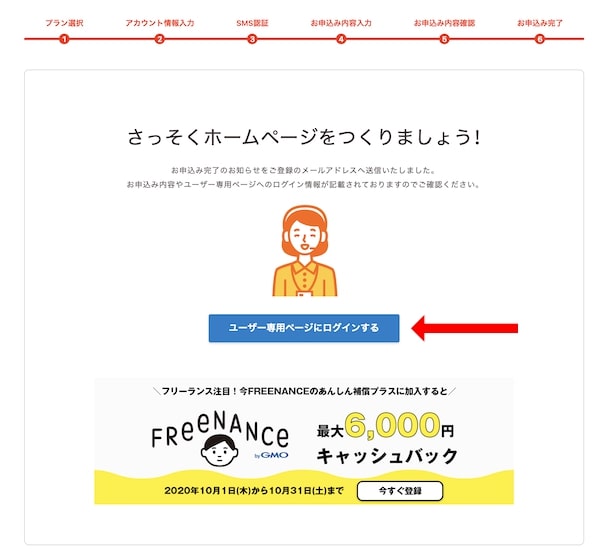 プラン選択 アカウント情報入力 SMS認証 お申込み内容入力 お申込み内容確認 お申込み完了
1 2 3 4 5 6
さっそくホームページをつくりましょう!
お申込み完了のお知らせをご登録のメールアドレスへ送信いたしました。
お申込み内容やユーザー専用ページへのログイン情報が記載されておりますのでご確認ください。
ユーザー専用ページにログインする
＼フリーランス注目！今FREENANCEのあんしん補償プラスに加入すると／
FReeNANce
by GMO
最大6,000円
キャッシュバック
2020年10月1日(木)から10月31日(土)まで
今すぐ登録